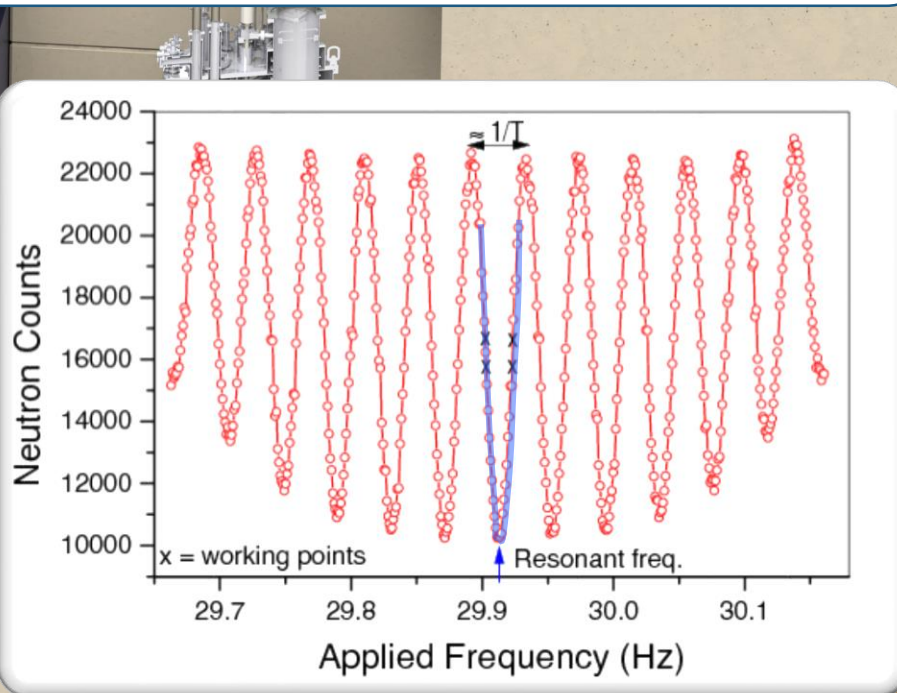 24000
22000
20000
18000
16000
14000
12000
10000
Neutron Counts
≈ 1/T
x
x
x
x
x = working points
Resonant freq.
29.7
29.8
29.9
30.0
30.1
Applied Frequency (Hz)